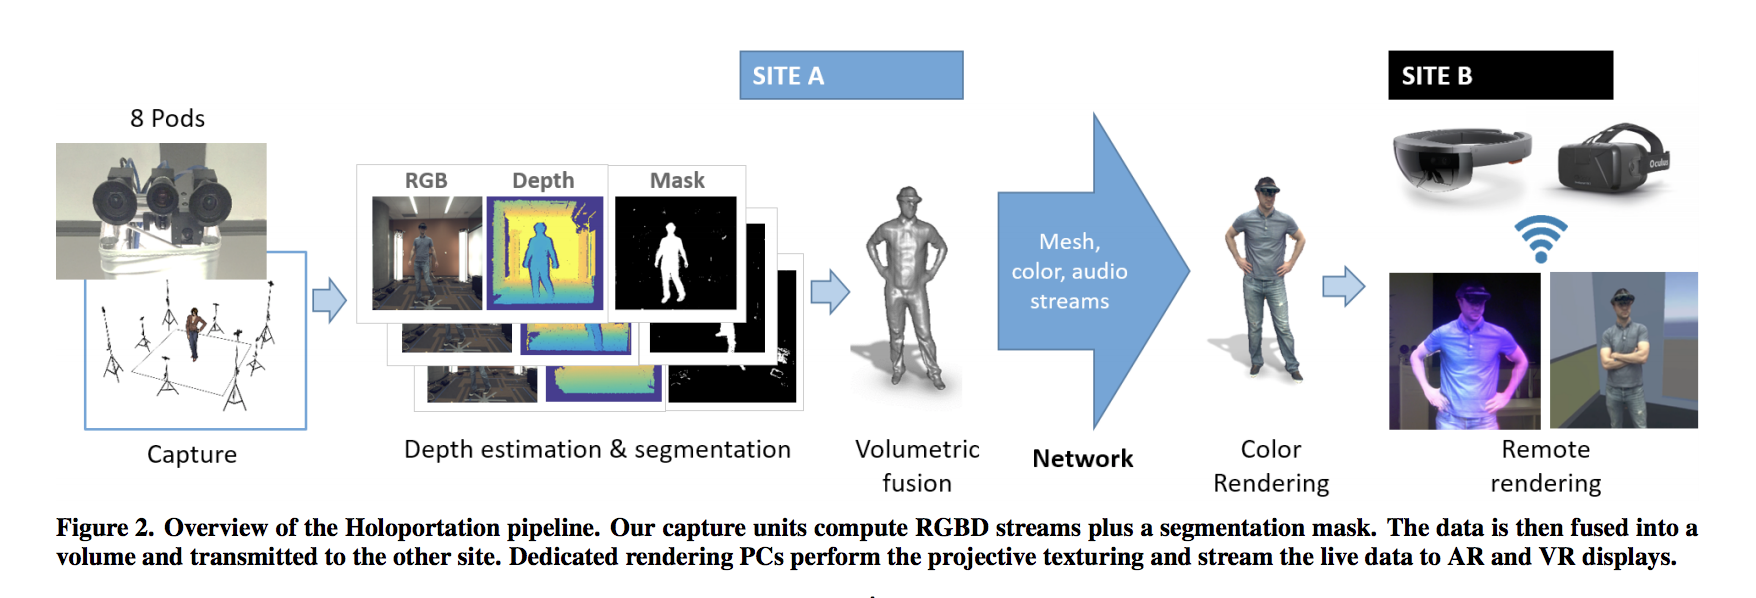 SITE A
SITE B
8 Pods
RGB
Depth
Mask
Oculus
Mesh,
color, audio
streams
Capture
Depth estimation & segmentation
Volumetric
fusion
Network
Color
Rendering
Remote
rendering
Figure 2. Overview of the Holoportation pipeline. Our capture units compute RGBD streams plus a segmentation mask. The data is then fused into a
volume and transmitted to the other site. Dedicated rendering PCs perform the projective texturing and stream the live data to AR and VR displays.